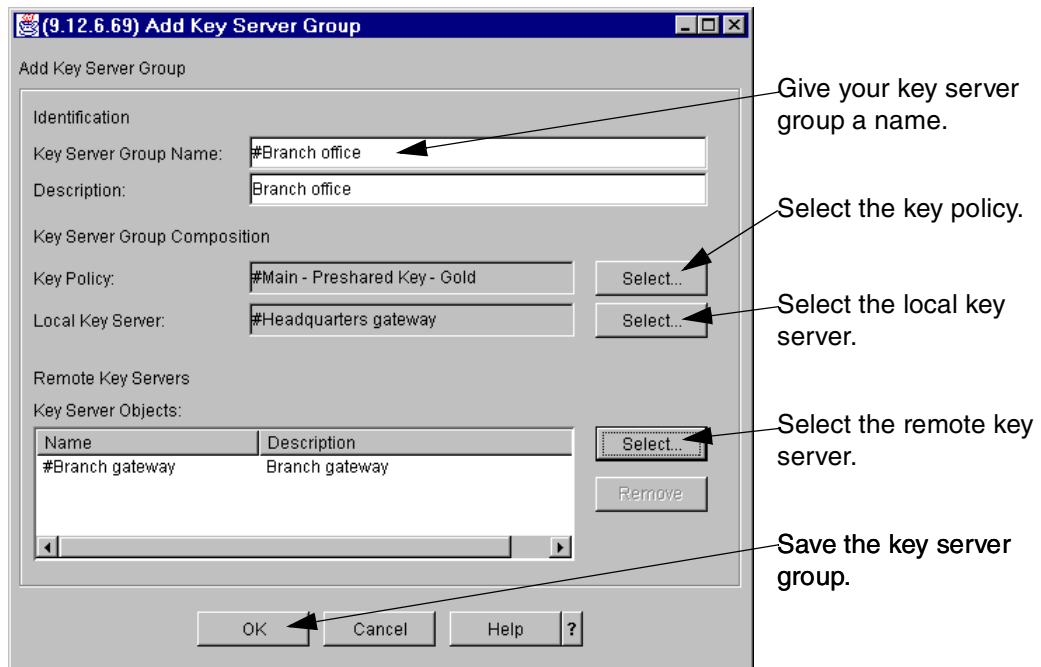 (9.12.6.69) Add Key Server Group
Add Key Server Group
Identification
Key Server Group Name: #Branch office
Description: Branch office
Key Server Group Composition
Key Policy: #Main - Preshared Key - Gold Select...
Local Key Server: #Headquarters gateway Select...
Remote Key Servers
Key Server Objects:
Name Description Select...
#Branch gateway Branch gateway
Remove
OK Cancel Help ?
Give your key server
group a name.
Select the key policy.
Select the local key
server.
Select the remote key
server.
Save the key server
group.